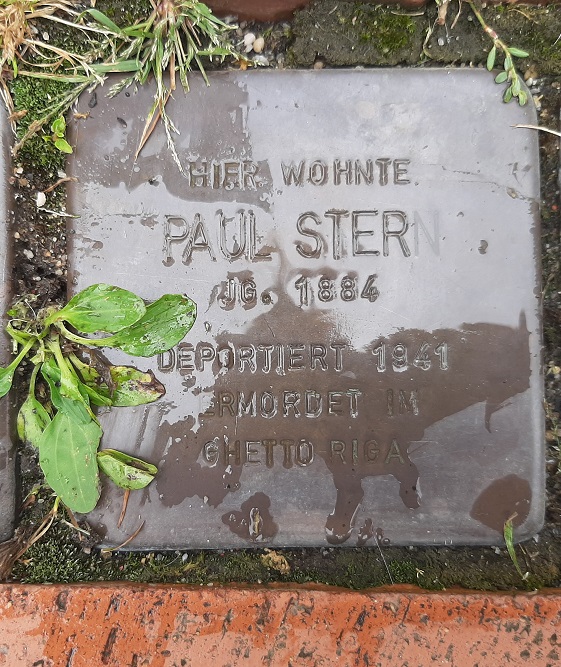 HIER WOHNTE
PAUL STERN
JG. 1884
DEPORTIERT 1941
ERMORDET IM
GHETTO RIGA